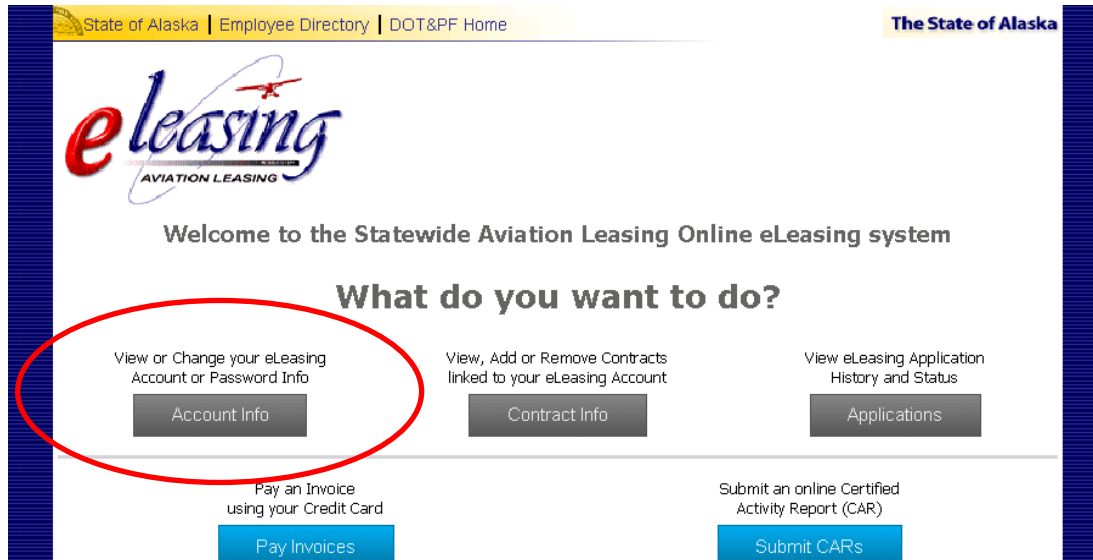 State of Alaska | Employee Directory | DOT&PF Home
The State of Alaska
eleasing
AVIATION LEASING
Welcome to the Statewide Aviation Leasing Online eLeasing system
What do you want to do?
View or Change your eLeasing
Account or Password Info
Account Info
View, Add or Remove Contracts
linked to your eLeasing Account
Contract Info
View eLeasing Application
History and Status
Applications
Pay an Invoice
using your Credit Card
Pay Invoices
Submit an online Certified
Activity Report (CAR)
Submit CARs